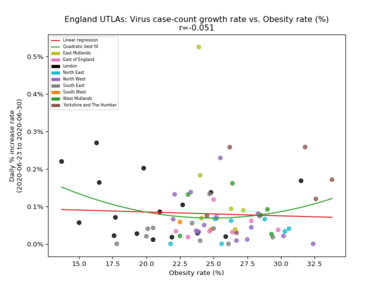 England UTLAs: Virus case-count growth rate vs. Obesity rate (%)
r=-0.051
Linear regression
Quadratic best fit
East Midlands
East of England
London
North East
North West
South East
South West
West Midlands
Yorkshire and The Humber
Daily % increase rate
(2020-06-23 to 2020-06-30)
0.5%
0.4%
0.3%
0.2%
0.1%
0.0%
15.0 17.5 20.0 22.5 25.0 27.5 30.0 32.5
Obesity rate (%)